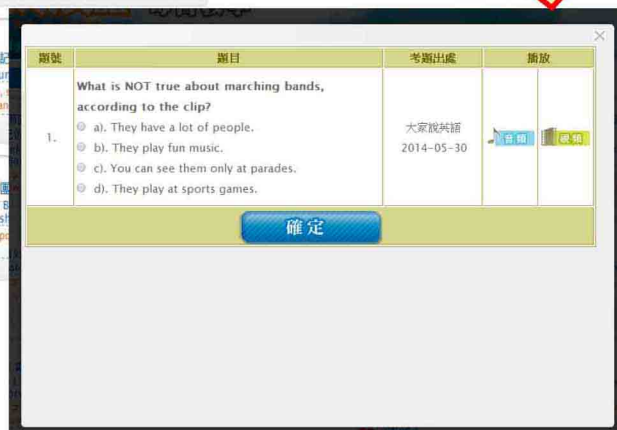 題號 題目 考題出處 播放
1.
What is NOT true about marching bands,
according to the clip?
a). They have a lot of people.
b). They play fun music.
c). You can see them only at parades.
d). They play at sports games.
大家說英語
2014-05-30
音頻 視頻
確定